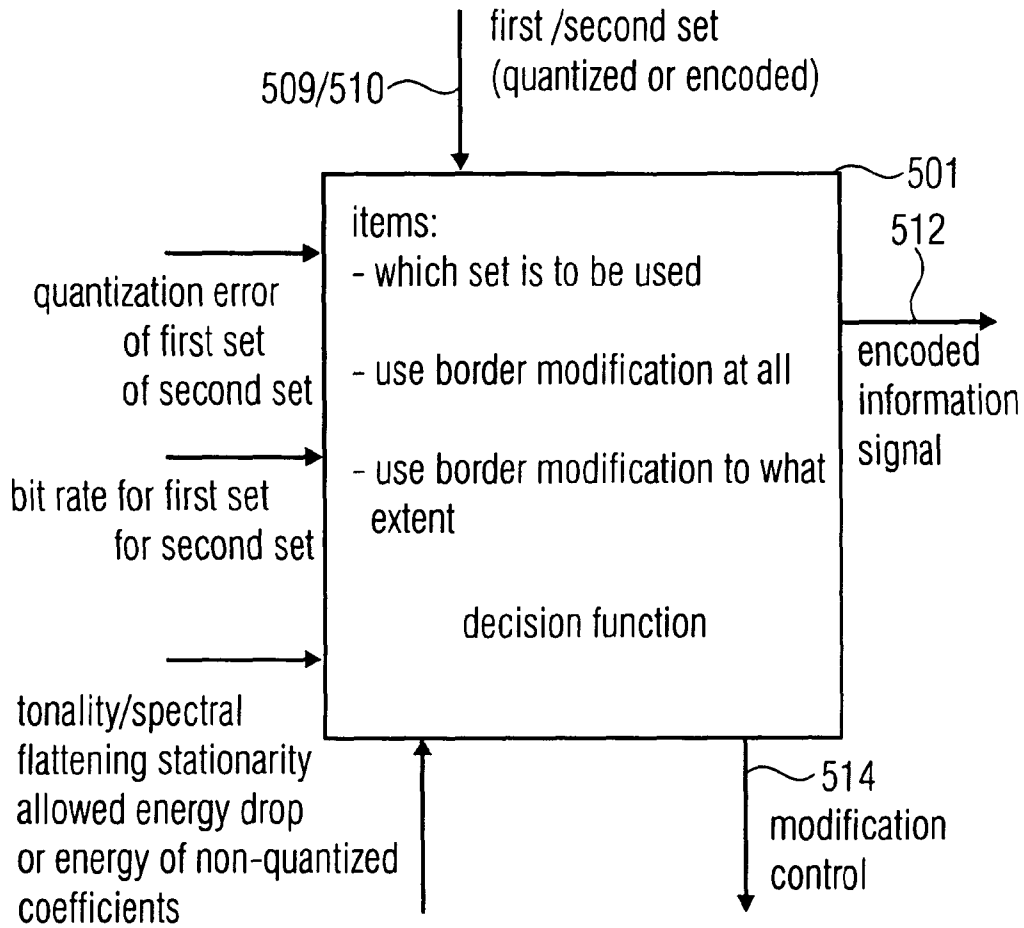 first /second set
(quantized or encoded)
509/510
501
512
items:
- which set is to be used
- use border modification at all
- use border modification to what
extent
decision function
quantization error
of first set
of second set
bit rate for first set
for second set
tonality/spectral
flattening stationarity
allowed energy drop
or energy of non-quantized
coefficients
encoded
information
signal
514
modification
control